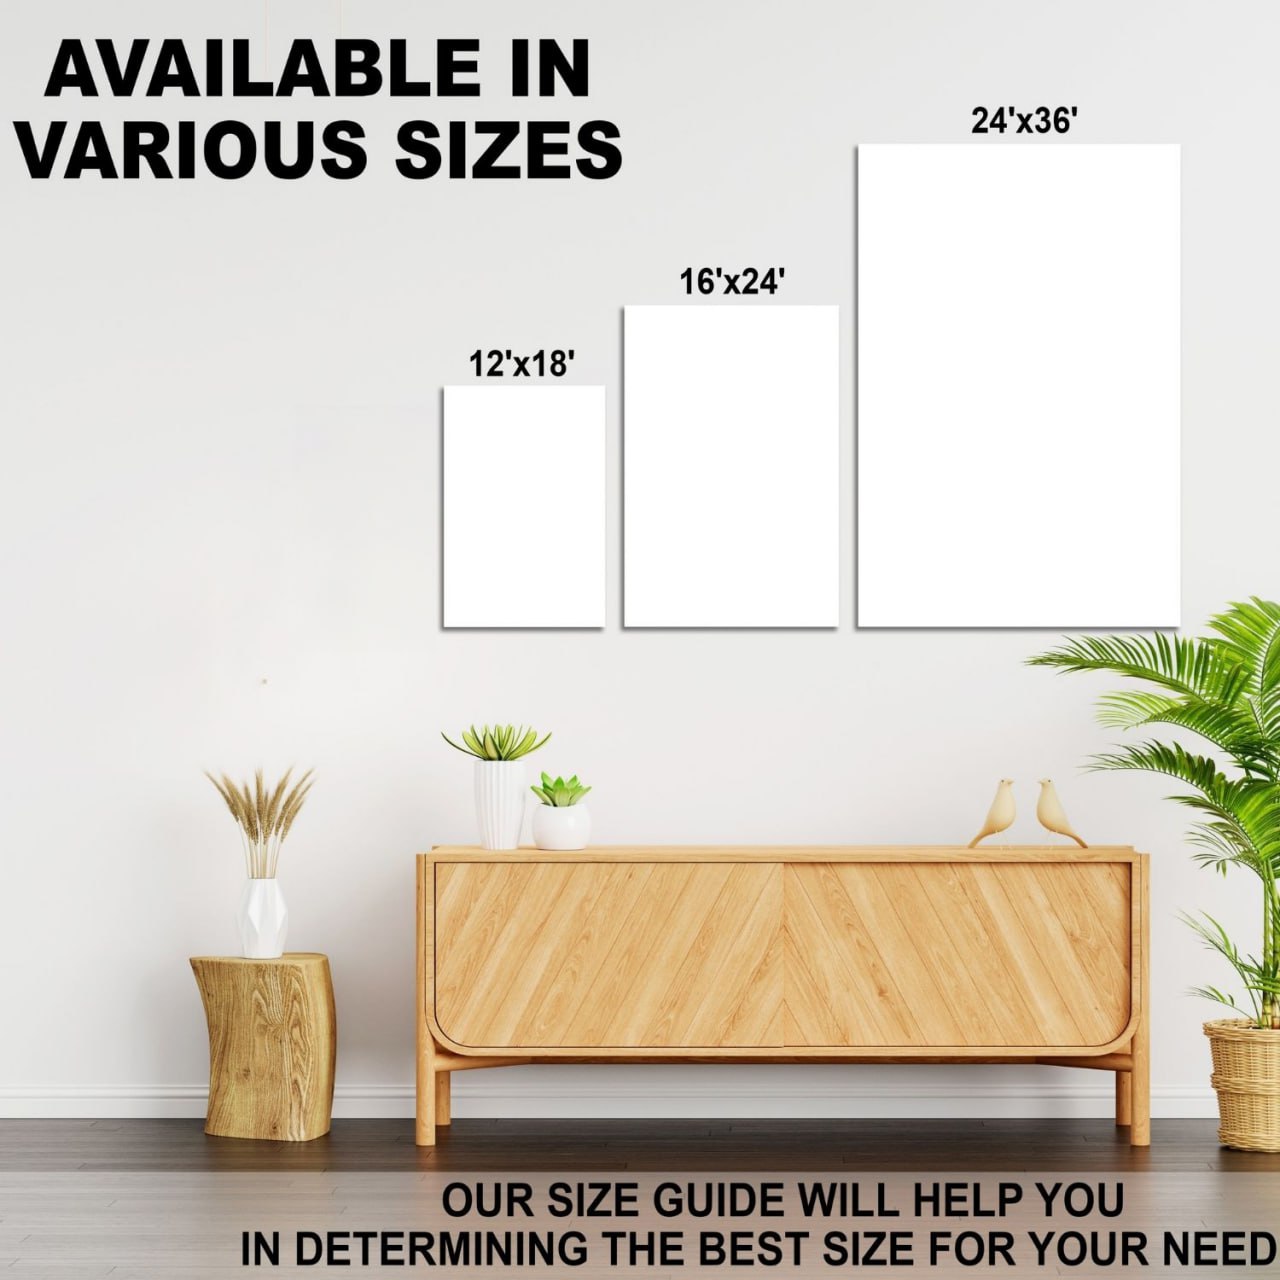 AVAILABLE IN
VARIOUS SIZES
24'x36'
16'x24'
12'x18'
OUR SIZE GUIDE WILL HELP YOU
IN DETERMINING THE BEST SIZE FOR YOUR NEED